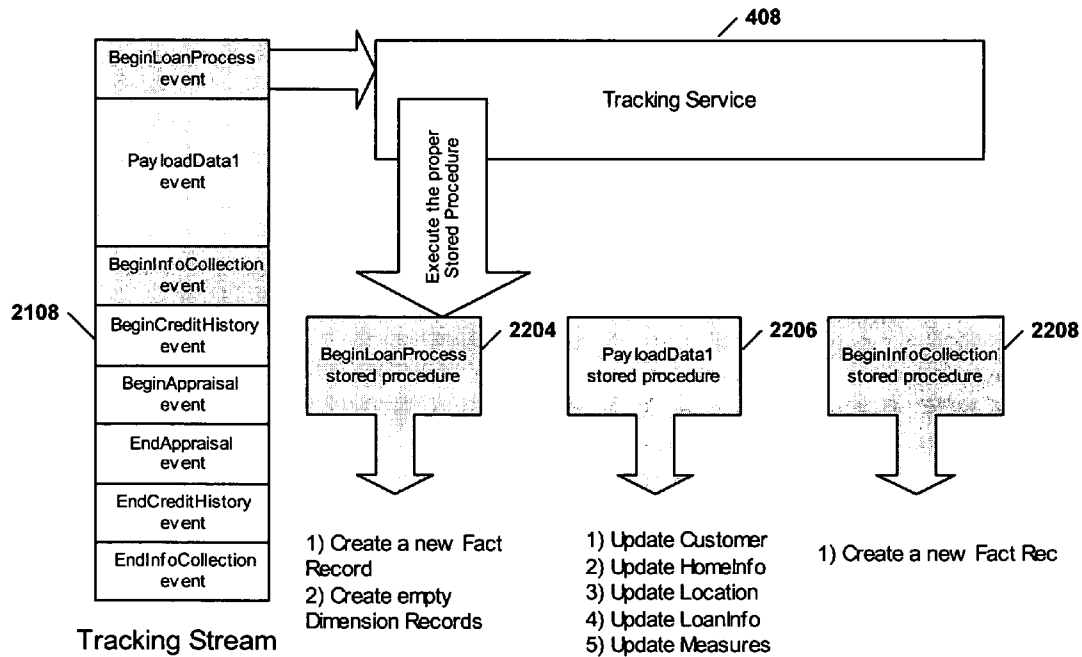 408
BeginLoanProcess
event
Tracking Service
PayloadData1
event
Execute the proper
Stored Procedure
BeginInfoCollection
event
2108
BeginCreditHistory
event
BeginAppraisal
event
EndAppraisal
event
EndCreditHistory
event
EndInfoCollection
event
Tracking Stream
2204
BeginLoanProcess
stored procedure
1) Create a new Fact
Record
2) Create empty
Dimension Records
2206
PayloadData1
stored procedure
1) Update Customer
2) Update HomeInfo
3) Update Location
4) Update LoanInfo
5) Update Measures
2208
BeginInfoCollection
stored procedure
1) Create a new Fact Rec